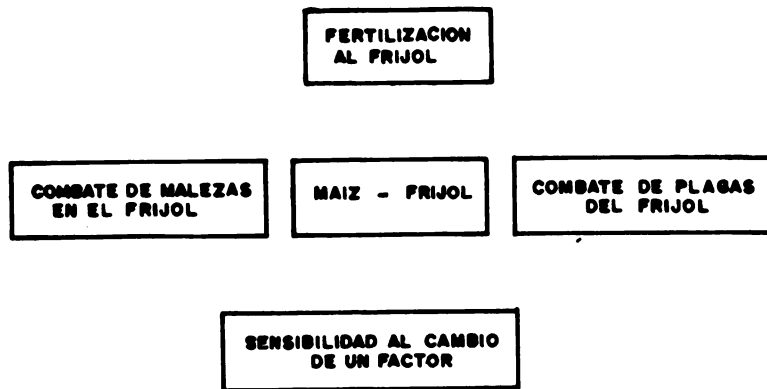 FERTILIZACION
AL FRIJOL
COMBATE DE MALEZAS
EN EL FRIJOL
MAIZ - FRIJOL
COMBATE DE PLAGAS
DEL FRIJOL
SENSIBILIDAD AL CAMBIO
DE UN FACTOR